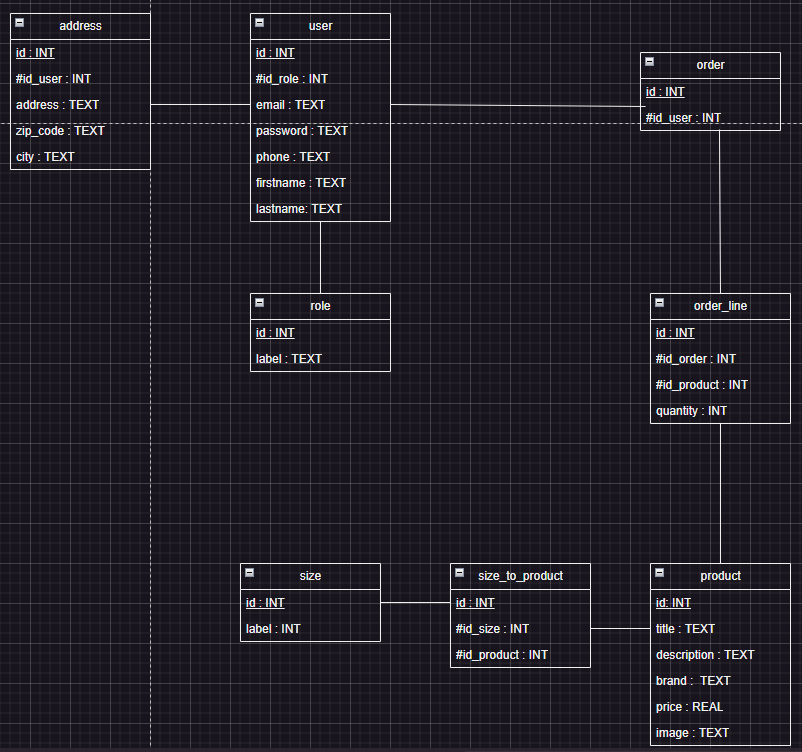 address
id : INT
#id_user : INT
address : TEXT
zip_code : TEXT
city : TEXT
user
id : INT
#id_role : INT
email : TEXT
password : TEXT
phone : TEXT
firstname : TEXT
lastname: TEXT
order
id : INT
#id_user : INT
role
id : INT
label : TEXT
order_line
id : INT
#id_order : INT
#id_product : INT
quantity : INT
size
id : INT
label : INT
size_to_product
id : INT
#id_size : INT
#id_product : INT
product
id: INT
title : TEXT
description : TEXT
brand :  TEXT
price : REAL
image : TEXT